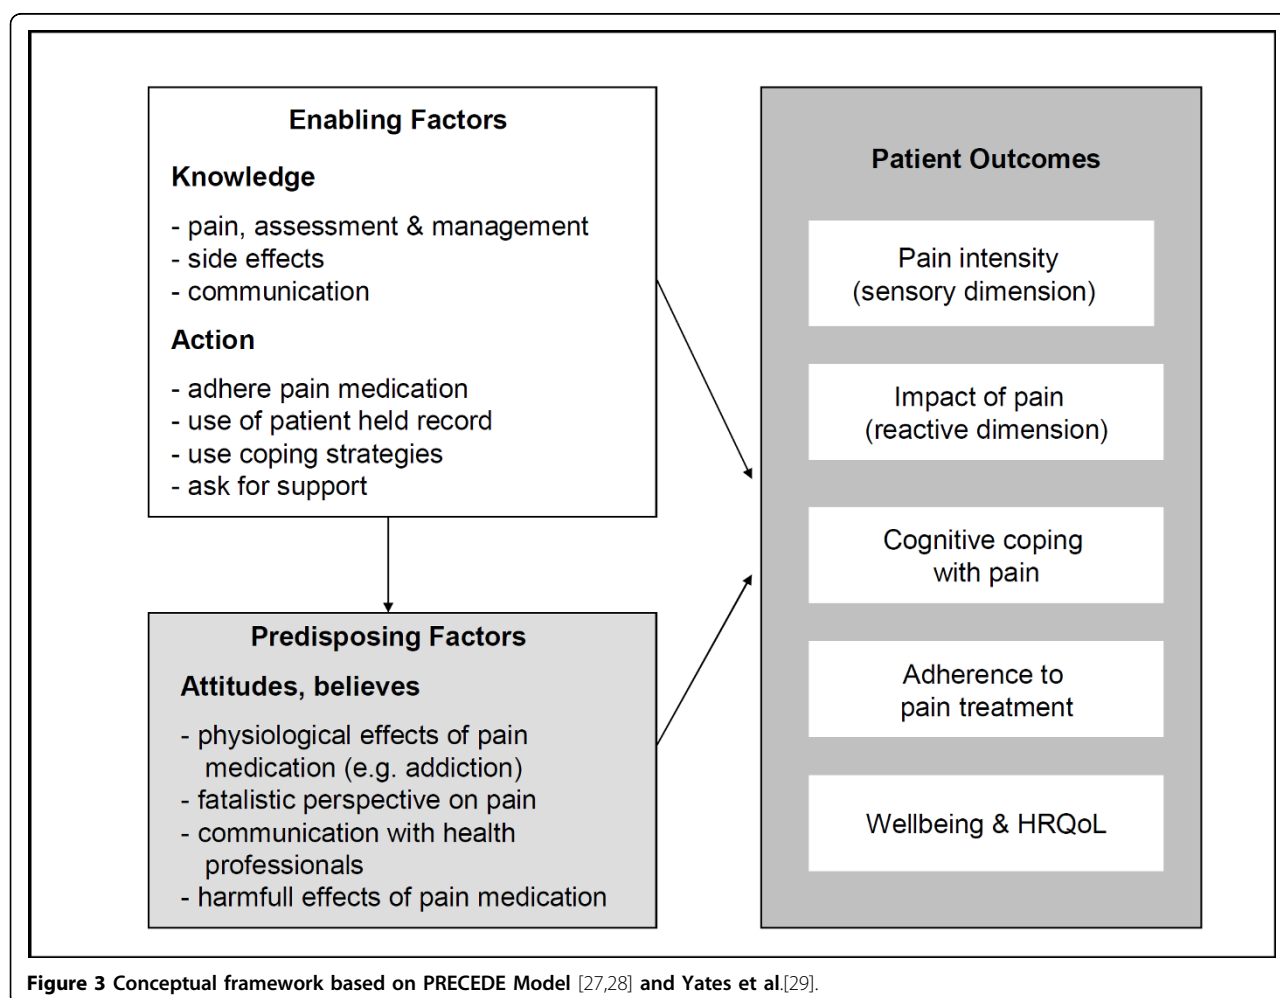 Enabling Factors
Knowledge
- pain, assessment & management
- side effects
- communication
Action
- adhere pain medication
- use of patient held record
- use coping strategies
- ask for support
Predisposing Factors
Attitudes, believes
- physiological effects of pain
medication (e.g. addiction)
- fatalistic perspective on pain
- communication with health
professionals
- harmfull effects of pain medication
Patient Outcomes
Pain intensity
(sensory dimension)
Impact of pain
(reactive dimension)
Cognitive coping
with pain
Adherence to
pain treatment
Wellbeing & HRQoL
Figure 3 Conceptual framework based on PRECEDE Model [27,28] and Yates et al.[29].